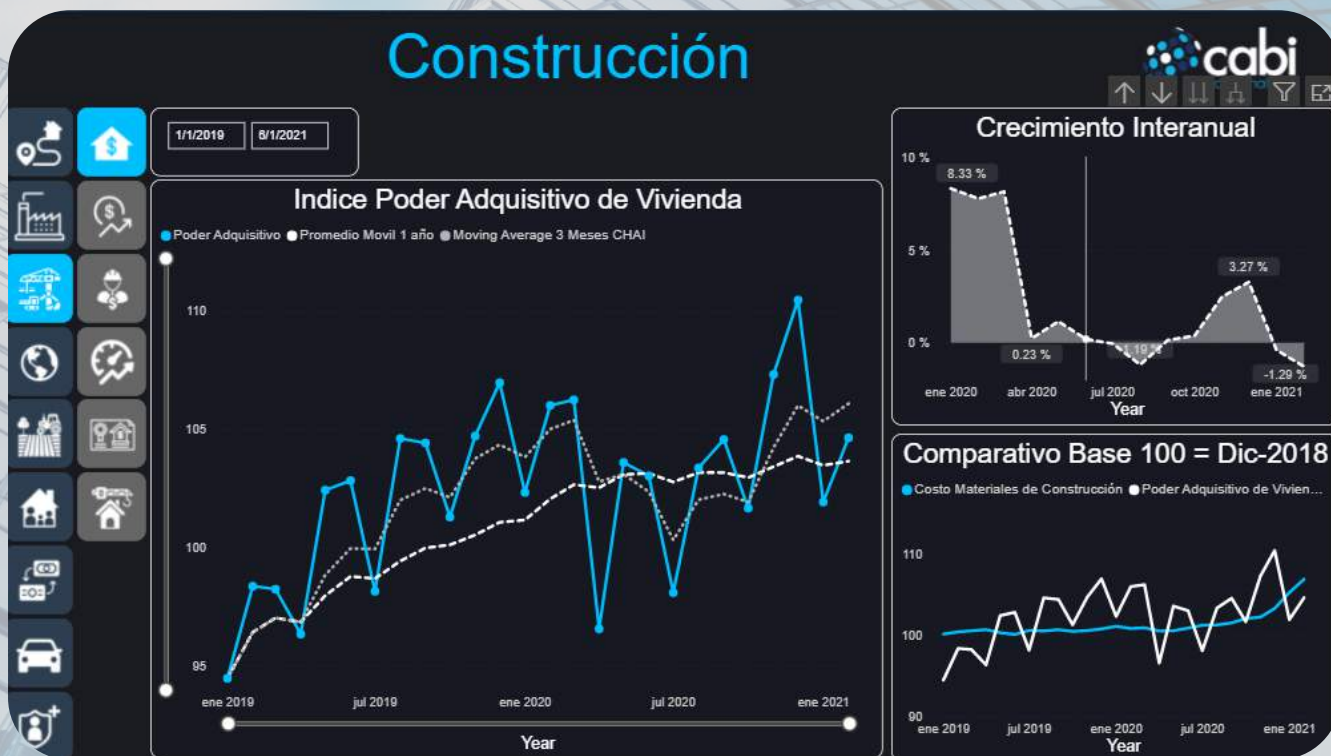 Construcción
cabi
1/1/2019 8/1/2021
Indice Poder Adquisitivo de Vivienda
Poder Adquisitivo Promedio Movil 1 año Moving Average 3 Meses CHAI
110
105
100
95
ene 2019 jul 2019 ene 2020 jul 2020 ene 2021
Year
Crecimiento Interanual
10 %
8.33 %
5 %
3.27 %
0 %
0.23 %
-1.29 %
ene 2020 abr 2020 jul 2020 oct 2020 ene 2021
Year
Comparativo Base 100 = Dic-2018
Costo Materiales de Construcción Poder Adquisitivo de Vivien...
110
100
90
ene 2019 jul 2019 ene 2020 jul 2020 ene 2021
Year